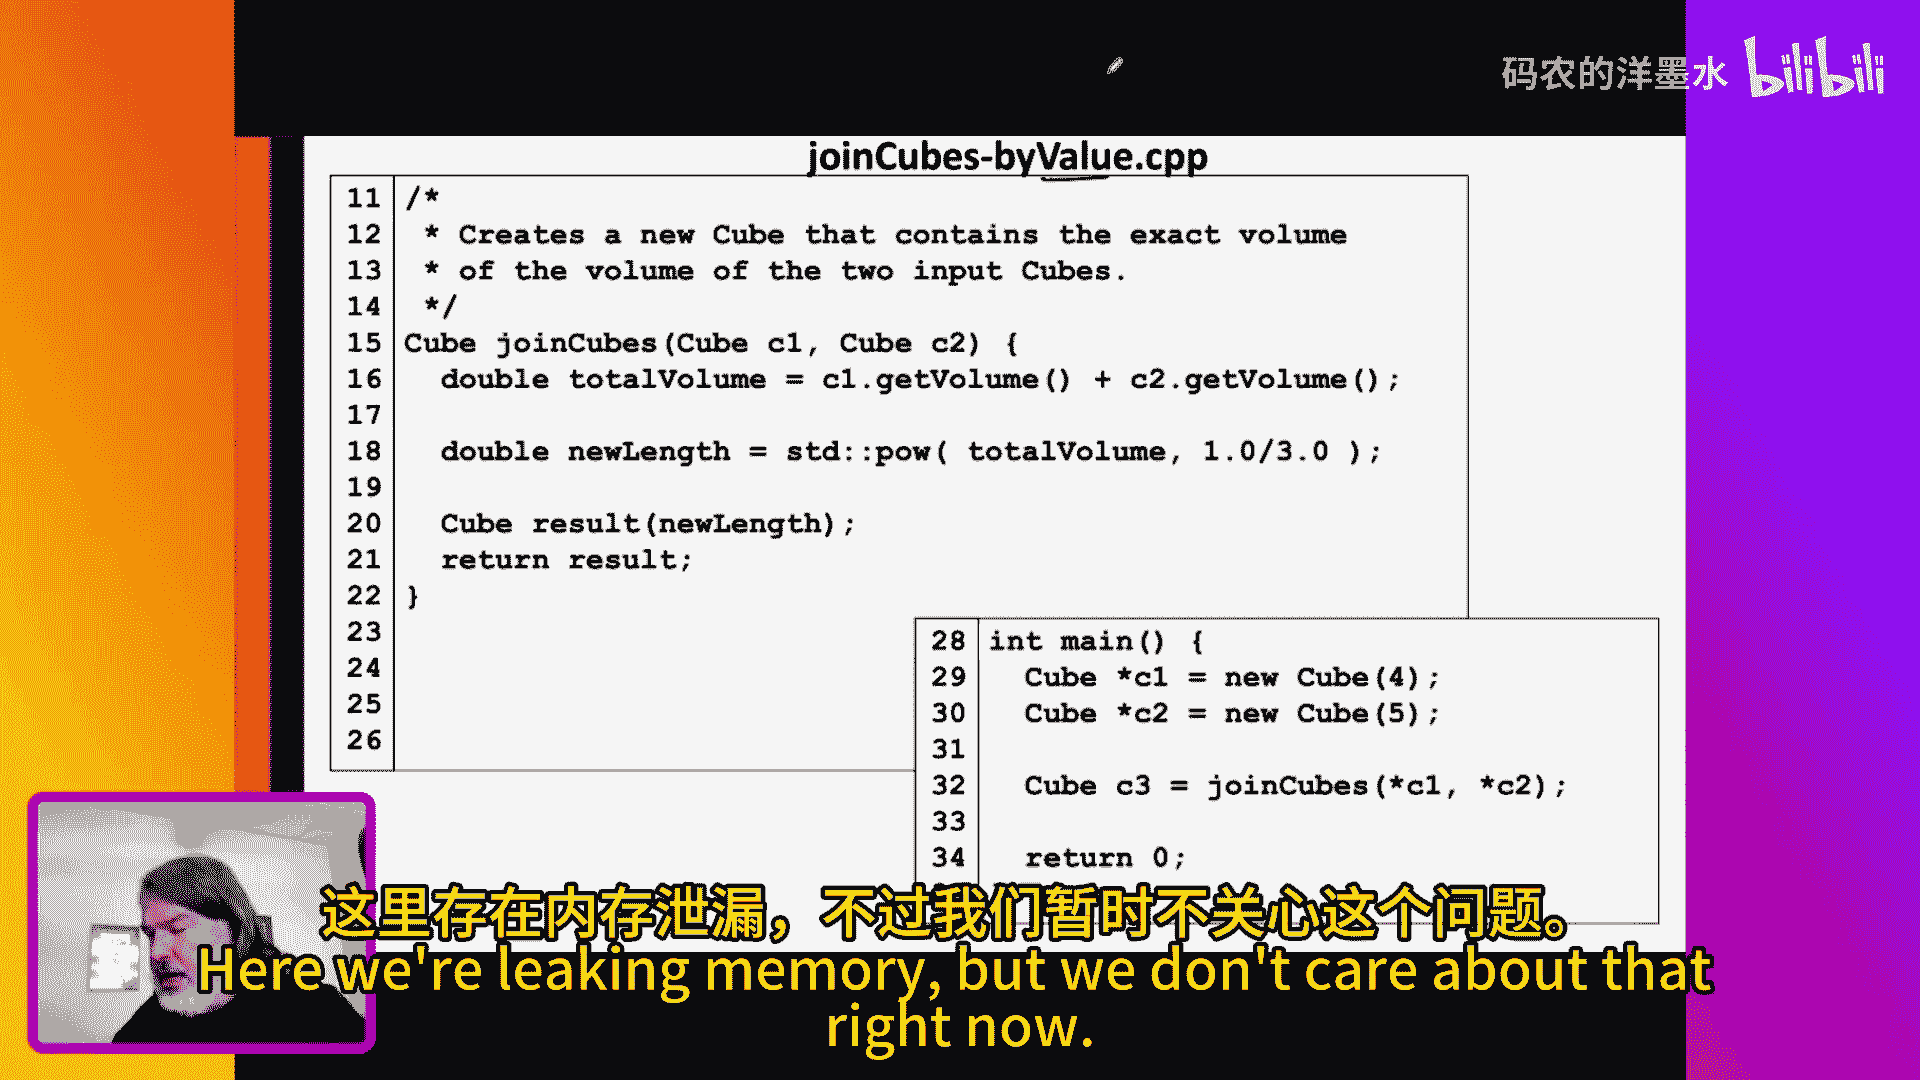 码农的洋墨水 bilibili
joinCubes-byValue.cpp
11 /*
12  * Creates a new Cube that contains the exact volume
13  * of the volume of the two input Cubes.
14  */
15 Cube joinCubes(Cube c1, Cube c2) {
16   double totalVolume = c1.getVolume() + c2.getVolume();
17
18   double newLength = std::pow( totalVolume, 1.0/3.0 );
19
20   Cube result(newLength);
21   return result;
22 }
23
24
25
26
28 int main() {
29   Cube *c1 = new Cube(4);
30   Cube *c2 = new Cube(5);
31
32   Cube c3 = joinCubes(*c1, *c2);
33
34   return 0;
这里存在内存泄漏，不过我们暂时不关心这个问题。
Here we're leaking memory, but we don't care about that
right now.